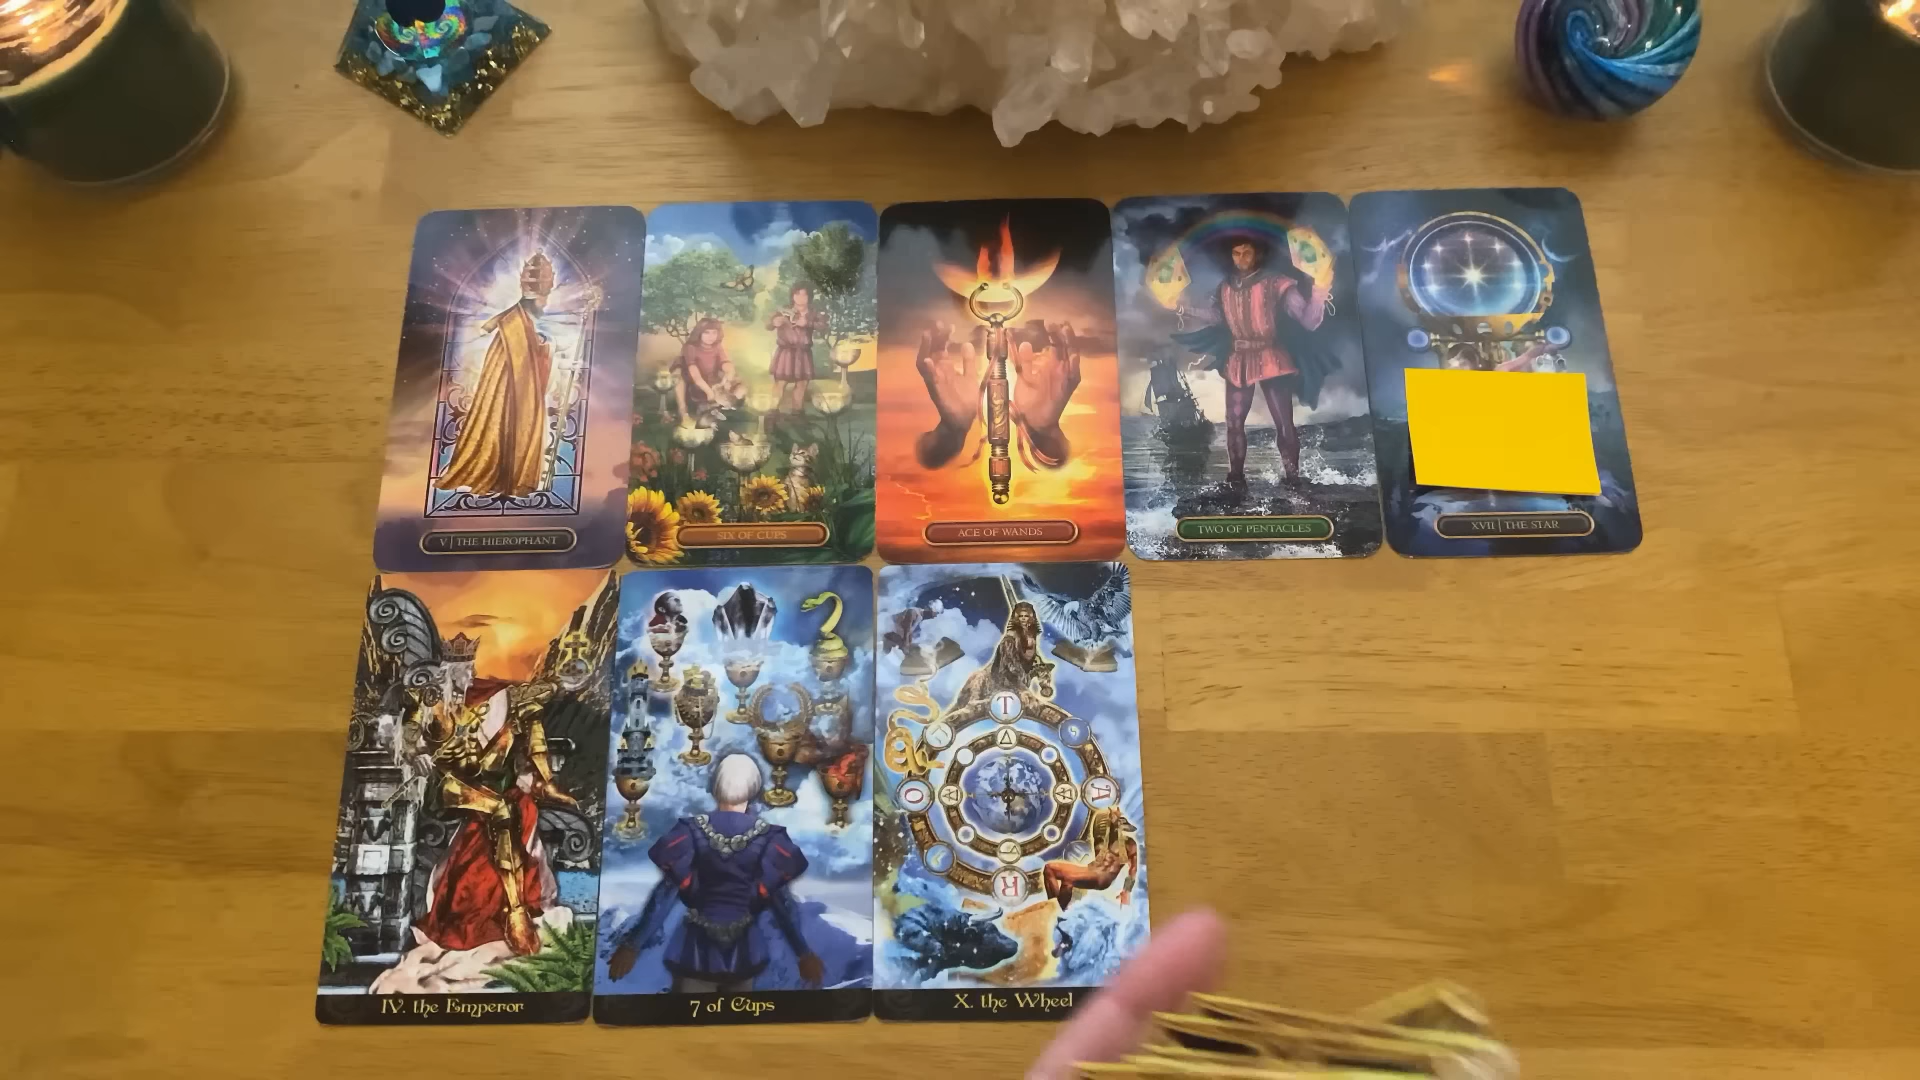 V | THE HIEROPHANT
SIX OF CUPS
ACE OF WANDS
TWO OF PENTACLES
XVII | THE STAR
IV. the Emperor
7 of Cups
X. the Wheel
T
A
R
O